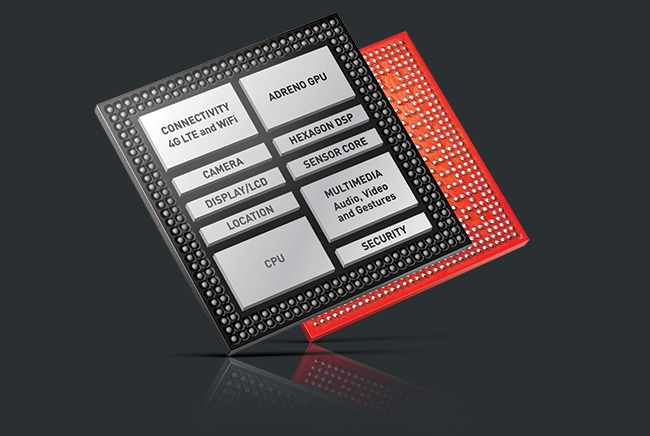 CONNECTIVITY
4G LTE and WiFi
CAMERA
DISPLAY/LCD
LOCATION
CPU
ADRENO GPU
HEXAGON DSP
SENSOR CORE
MULTIMEDIA
Audio, Video
and Gestures
SECURITY